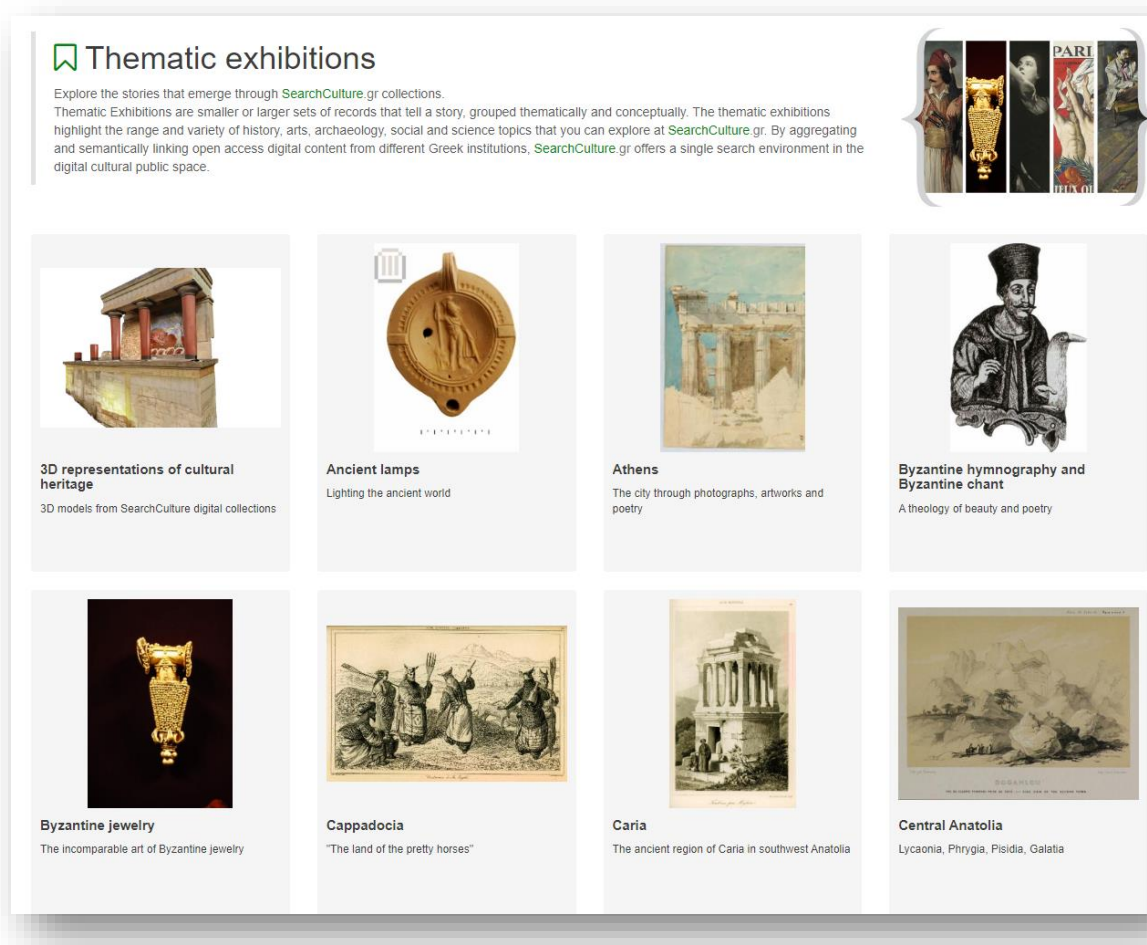 Thematic exhibitions
Explore the stories that emerge through SearchCulture.gr collections.
Thematic Exhibitions are smaller or larger sets of records that tell a story, grouped thematically and conceptually. The thematic exhibitions
highlight the range and variety of history, arts, archaeology, social and science topics that you can explore at SearchCulture.gr. By aggregating
and semantically linking open access digital content from different Greek institutions, SearchCulture.gr offers a single search environment in the
digital cultural public space.
PARI
3D representations of cultural
heritage
3D models from SearchCulture digital collections
Ancient lamps
Lighting the ancient world
Athens
The city through photographs, artworks and
poetry
Byzantine hymnography and
Byzantine chant
A theology of beauty and poetry
Byzantine jewelry
The incomparable art of Byzantine jewelry
Cappadocia
"The land of the pretty horses"
Caria
The ancient region of Caria in southwest Anatolia
Central Anatolia
Lycaonia, Phrygia, Pisidia, Galatia